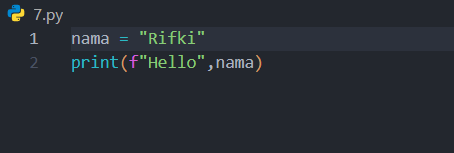 7.py
1 nama = "Rifki"
2 print(f"Hello",nama)